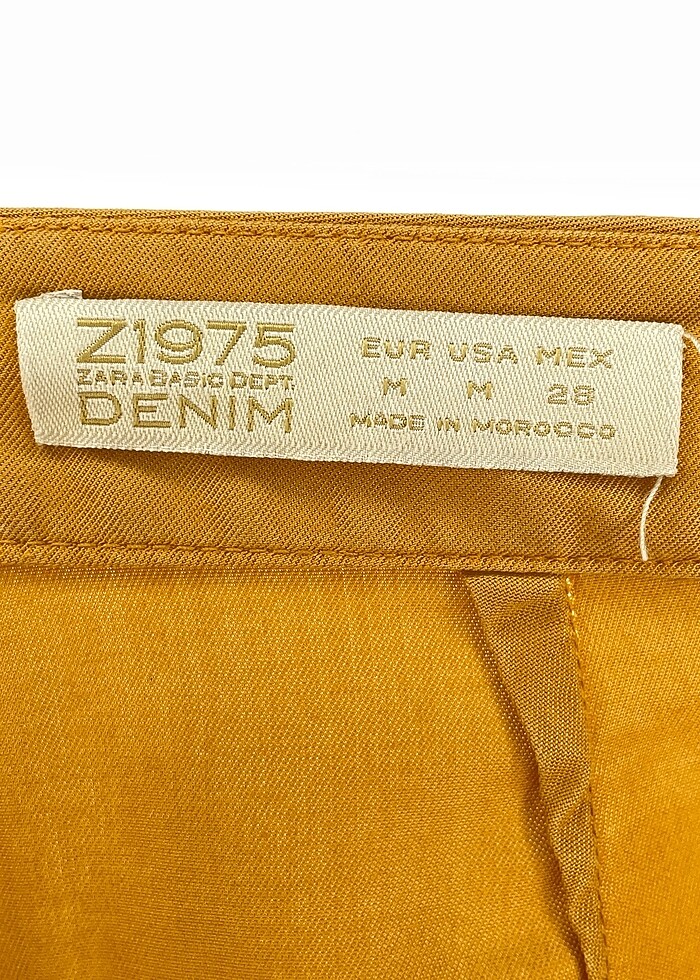 Z1975
ZARA BASIC DEPT.
DENIM
EUR USA MEX
M M 28
MADE IN MOROCCO